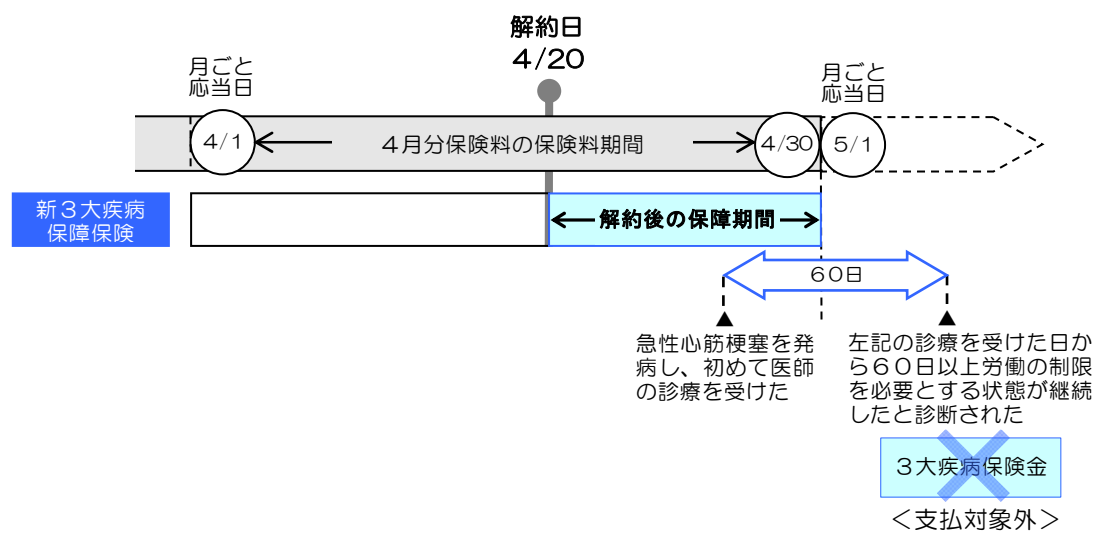 解約日
4/20
月ごと
応当日
月ごと
応当日
4/1
4月分保険料の保険料期間
4/30
5/1
新3大疾病
保障保険
解約後の保障期間
60日
急性心筋梗塞を発
病し、初めて医師
の診療を受けた
左記の診療を受けた日か
ら60日以上労働の制限
を必要とする状態が継続
したと診断された
3大疾病保険金
＜支払対象外＞